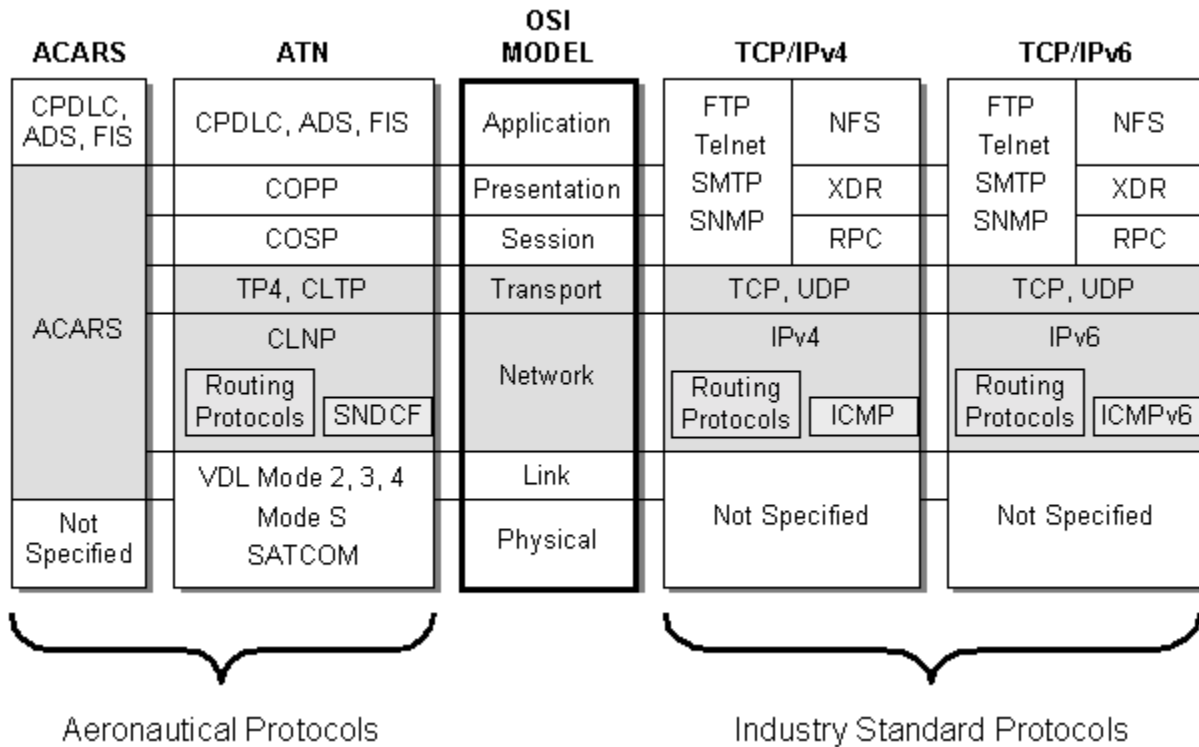 ACARS
ATN
OSI
MODEL
TCP/IPv4
TCP/IPv6
CPDLC,
ADS, FIS
ACARS
Not
Specified
CPDLC, ADS, FIS
COPP
COSP
TP4, CLTP
CLNP
Routing
Protocols
SNDCF
VDL Mode 2, 3, 4
Mode S
SATCOM
Application
Presentation
Session
Transport
Network
Link
Physical
FTP
Telnet
SMTP
SNMP
NFS
XDR
RPC
TCP, UDP
IPv4
Routing
Protocols
ICMP
Not Specified
FTP
Telnet
SMTP
SNMP
NFS
XDR
RPC
TCP, UDP
IPv6
Routing
Protocols
ICMPv6
Not Specified
Aeronautical Protocols
Industry Standard Protocols